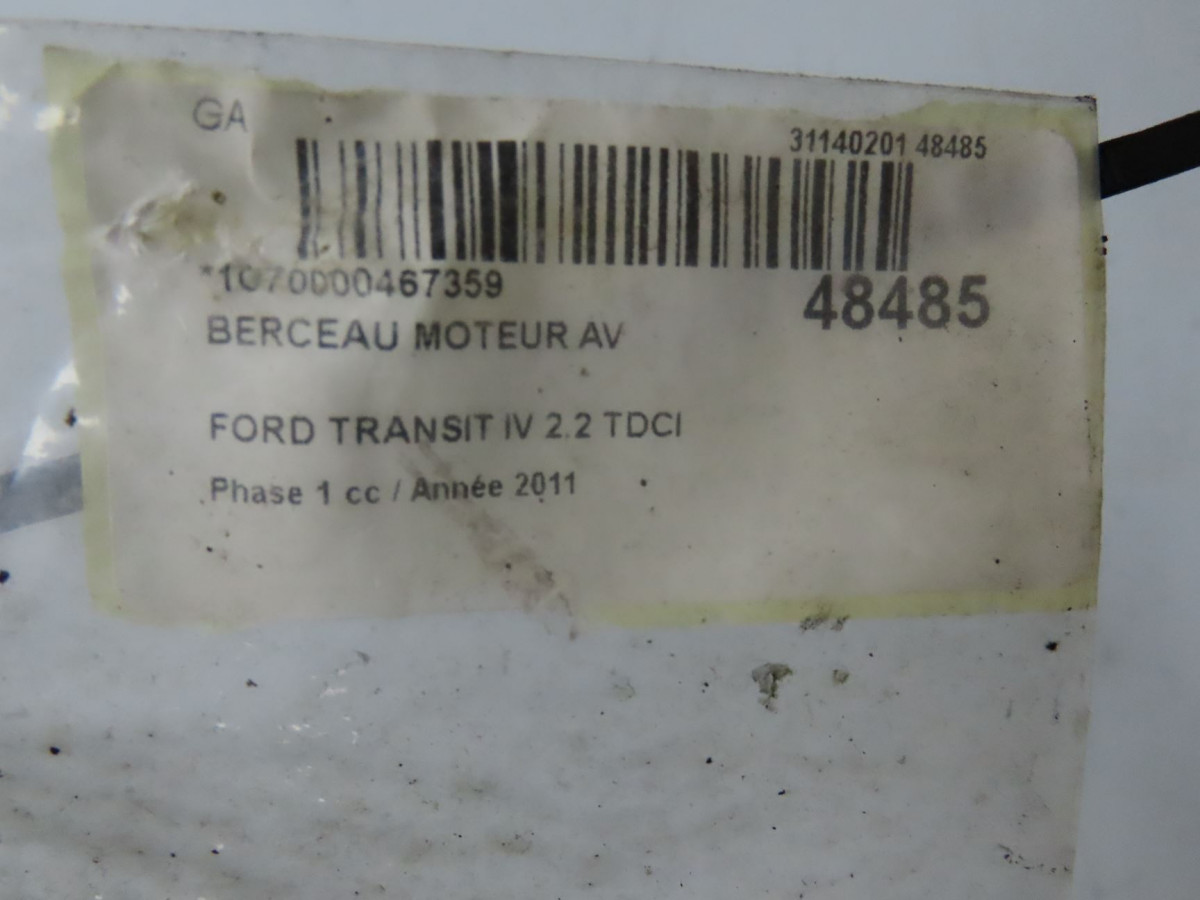 GA
31140201 48485
*1070000467359
48485
BERCEAU MOTEUR AV
FORD TRANSIT IV 2.2 TDCI
Phase 1 cc / Année 2011